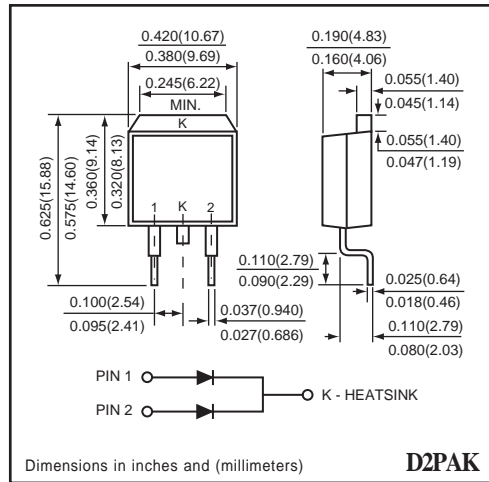 0.420(10.67)
0.380(9.69)
0.245(6.22)
MIN.
K
0.625(15.88)
0.575(14.60)
0.360(9.14)
0.320(8.13)
1 K 2
0.100(2.54)
0.095(2.41)
0.037(0.940)
0.027(0.686)
0.190(4.83)
0.160(4.06)
0.055(1.40)
0.045(1.14)
0.055(1.40)
0.047(1.19)
0.110(2.79)
0.090(2.29)
0.025(0.64)
0.018(0.46)
0.110(2.79)
0.080(2.03)
PIN 1
PIN 2
K - HEATSINK
Dimensions in inches and (millimeters)
D2PAK